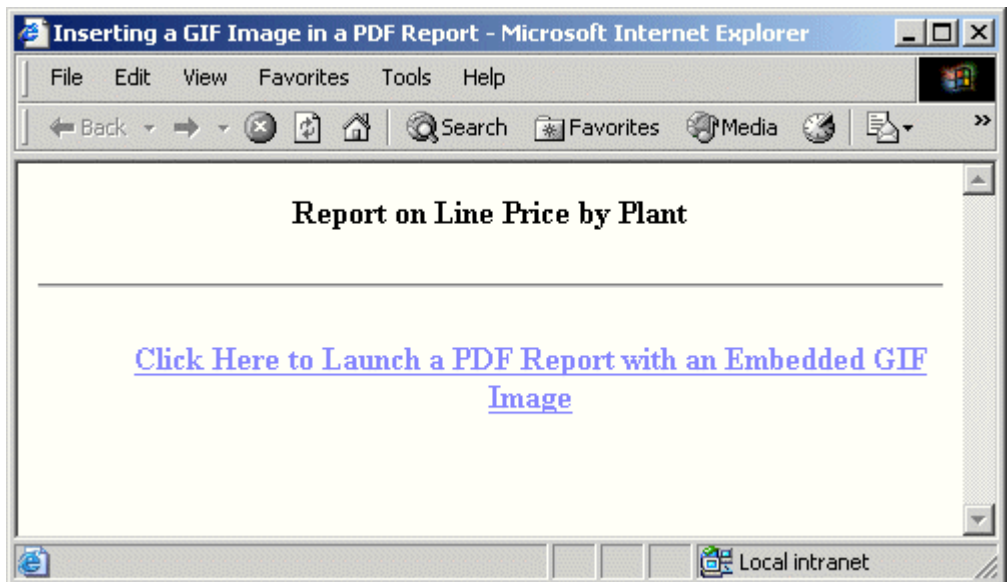 Inserting a GIF Image in a PDF Report - Microsoft Internet Explorer
File Edit View Favorites Tools Help
Back Search Favorites Media »
Report on Line Price by Plant
Click Here to Launch a PDF Report with an Embedded GIF
Image
Local intranet